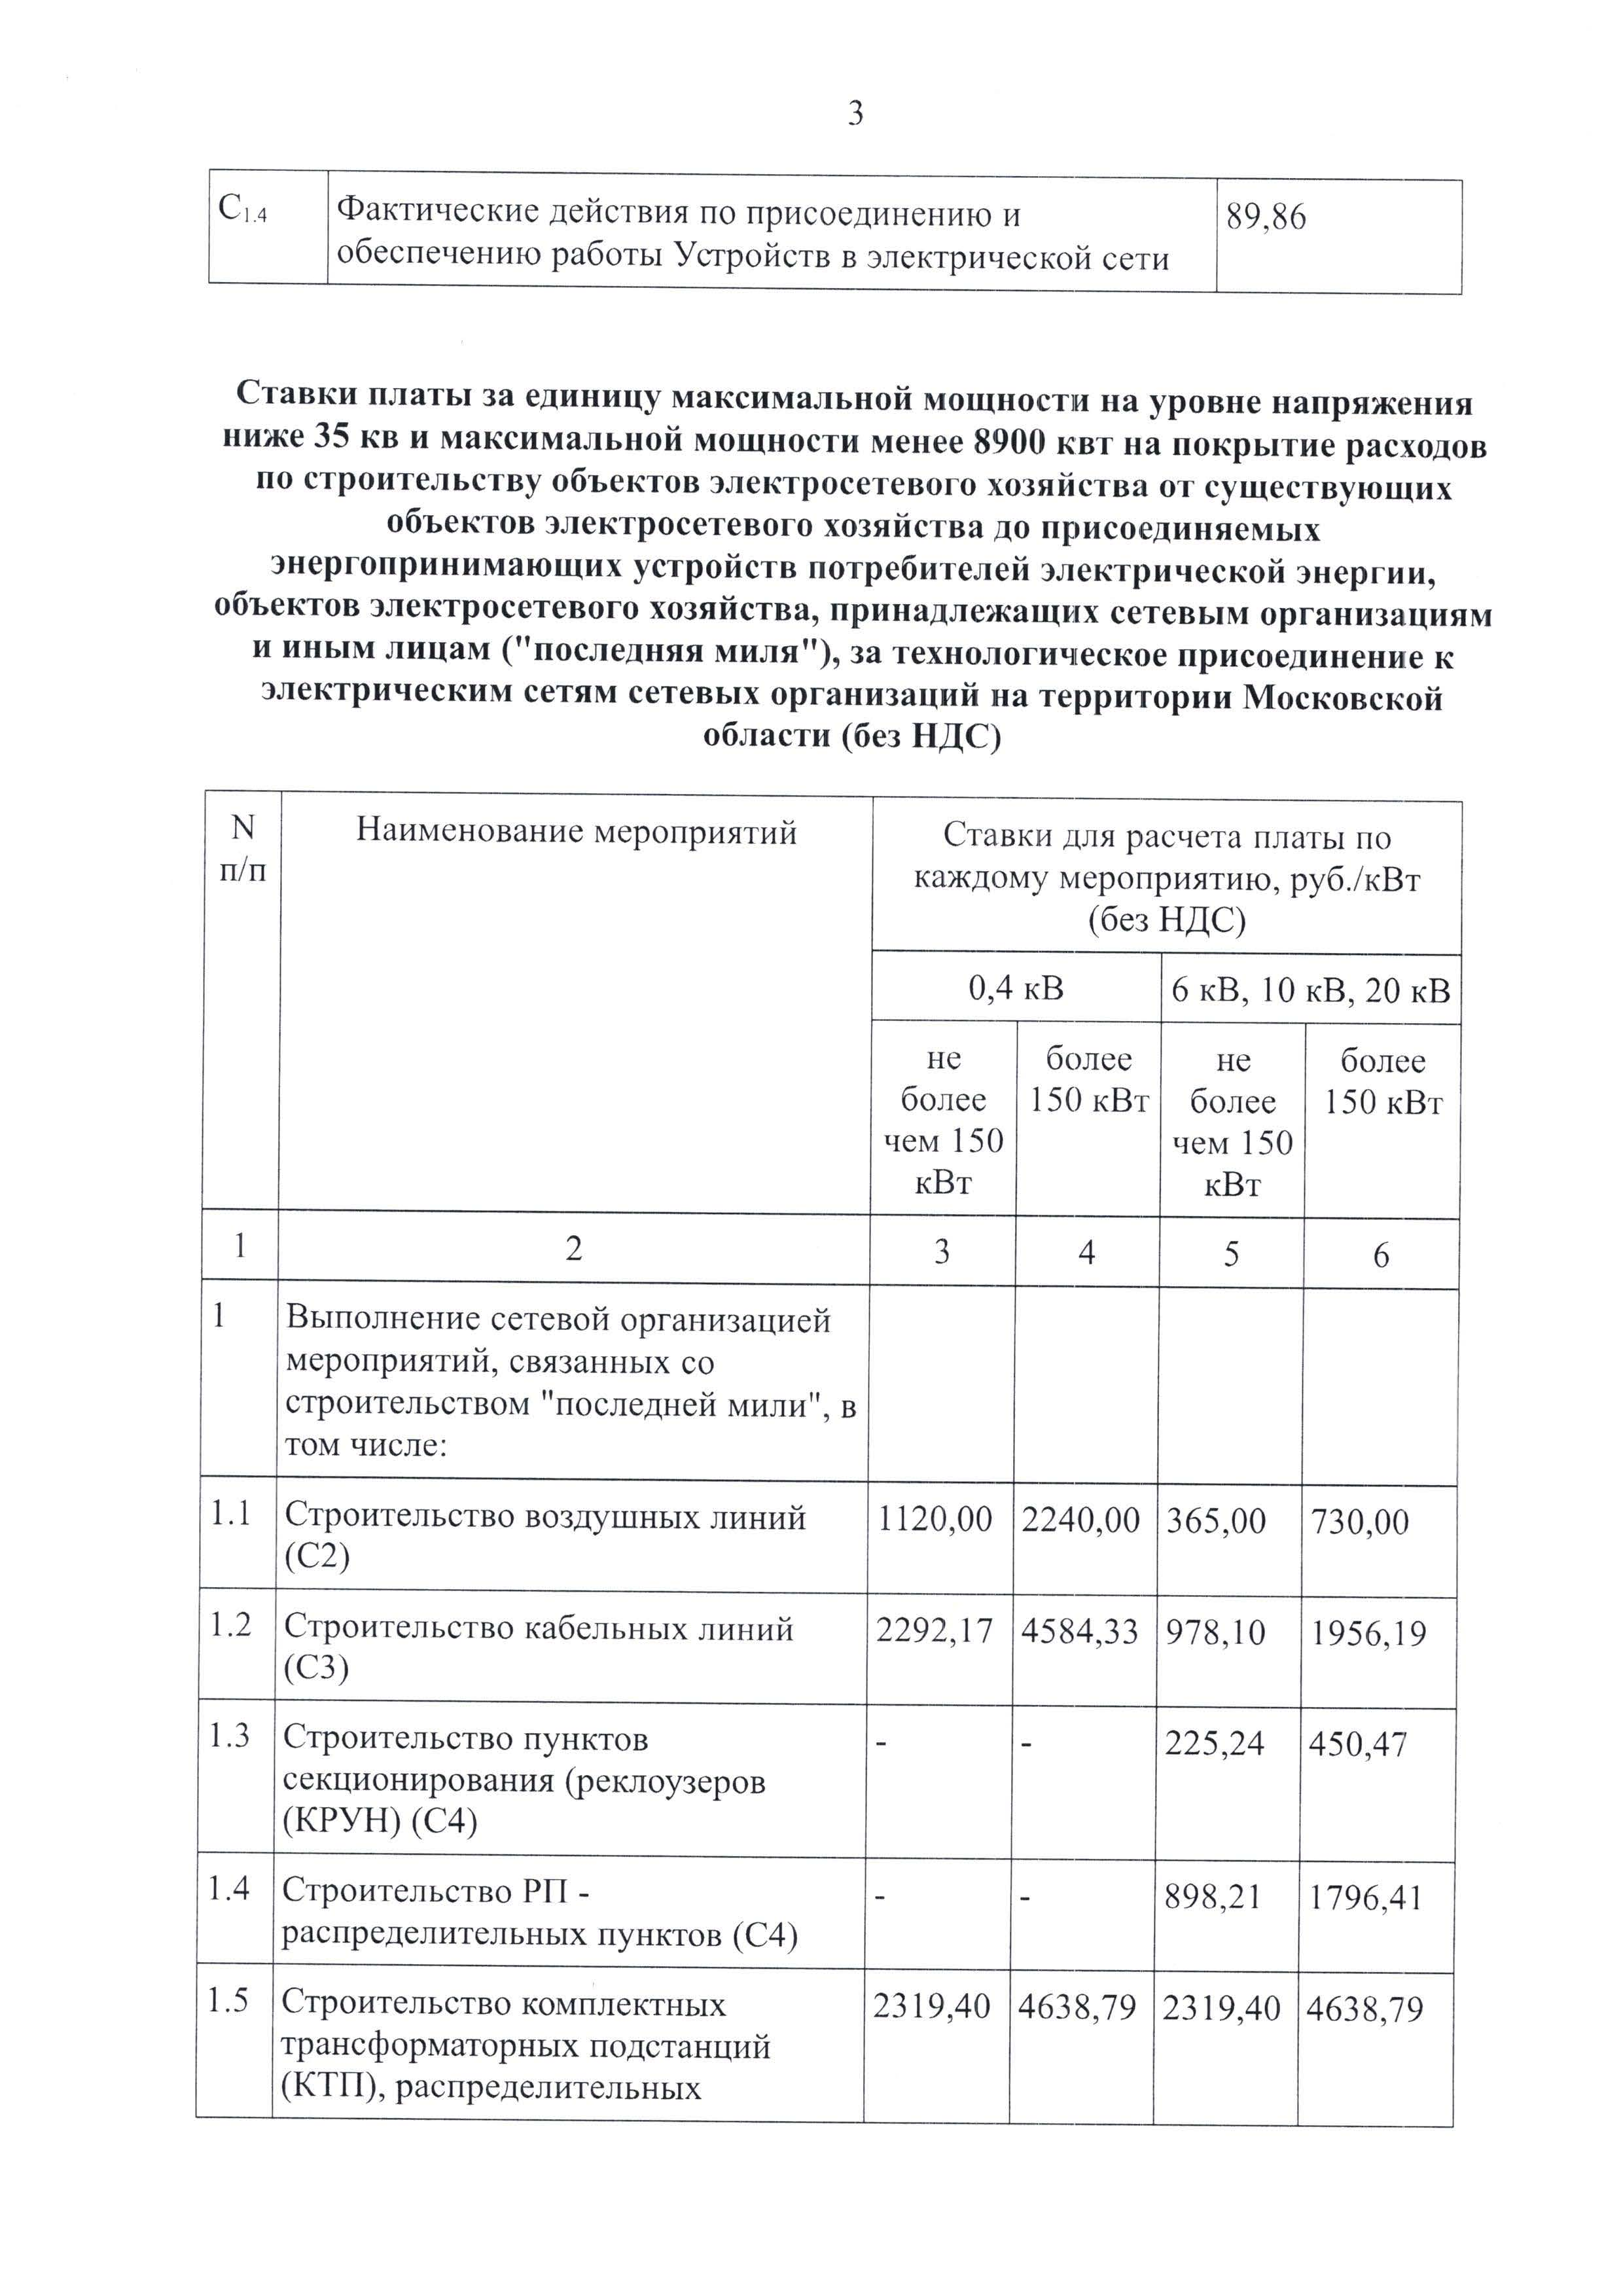 3
С1.4
Фактические действия по присоединению и
обеспечению работы Устройств в электрической сети
89,86
Ставки платы за единицу максимальной мощности на уровне напряжения
ниже 35 кв и максимальной мощности менее 8900 квт на покрытие расходов
по строительству объектов электросетевого хозяйства от существующих
объектов электросетевого хозяйства до присоединяемых
энергопринимающих устройств потребителей электрической энергии,
объектов электросетевого хозяйства, принадлежащих сетевым организациям
и иным лицам ("последняя миля"), за технологическое присоединение к
электрическим сетям сетевых организаций на территории Московской
области (без НДС)
N
п/п
Наименование мероприятий
Ставки для расчета платы по
каждому мероприятию, руб./кВт
(без НДС)
0,4 кВ
6 кВ, 10 кВ, 20 кВ
не
более
чем 150
кВт
более
150 кВт
не
более
чем 150
кВт
более
150 кВт
1 2 3 4 5 6
1
Выполнение сетевой организацией
мероприятий, связанных со
строительством "последней мили", в
том числе:
1.1
Строительство воздушных линий
(С2)
1120,00 2240,00 365,00 730,00
1.2
Строительство кабельных линий
(С3)
2292,17 4584,33 978,10 1956,19
1.3
Строительство пунктов
секционирования (реклоузеров
(КРУН) (С4)
- - 225,24 450,47
1.4
Строительство РП -
распределительных пунктов (С4)
- - 898,21 1796,41
1.5
Строительство комплектных
трансформаторных подстанций
(КТП), распределительных
2319,40 4638,79 2319,40 4638,79